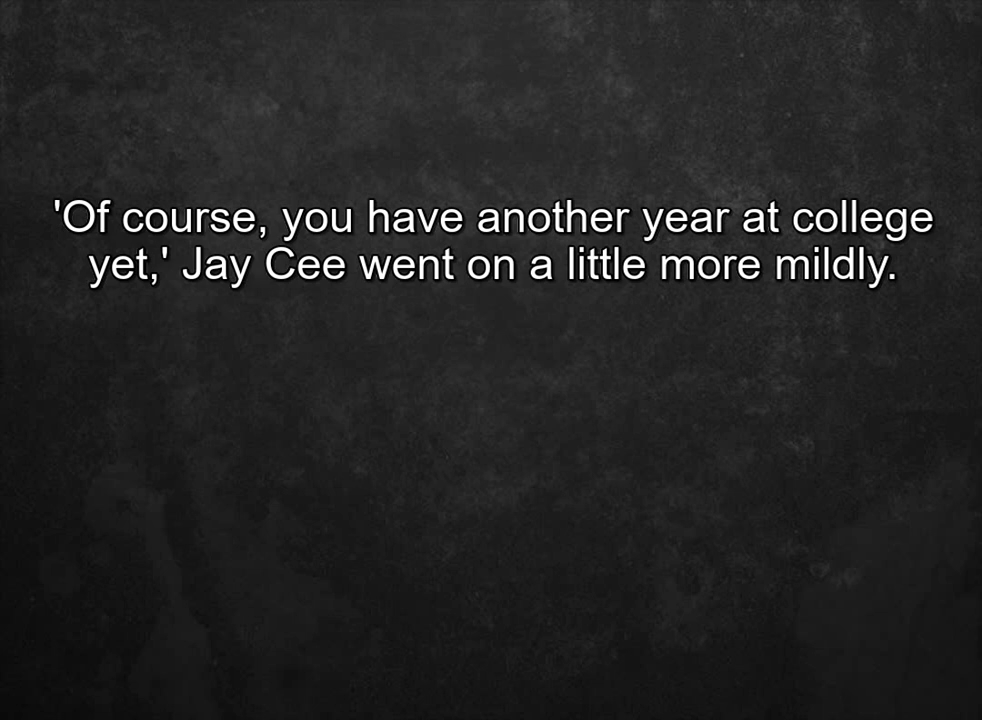 'Of course, you have another year at college
yet,' Jay Cee went on a little more mildly.